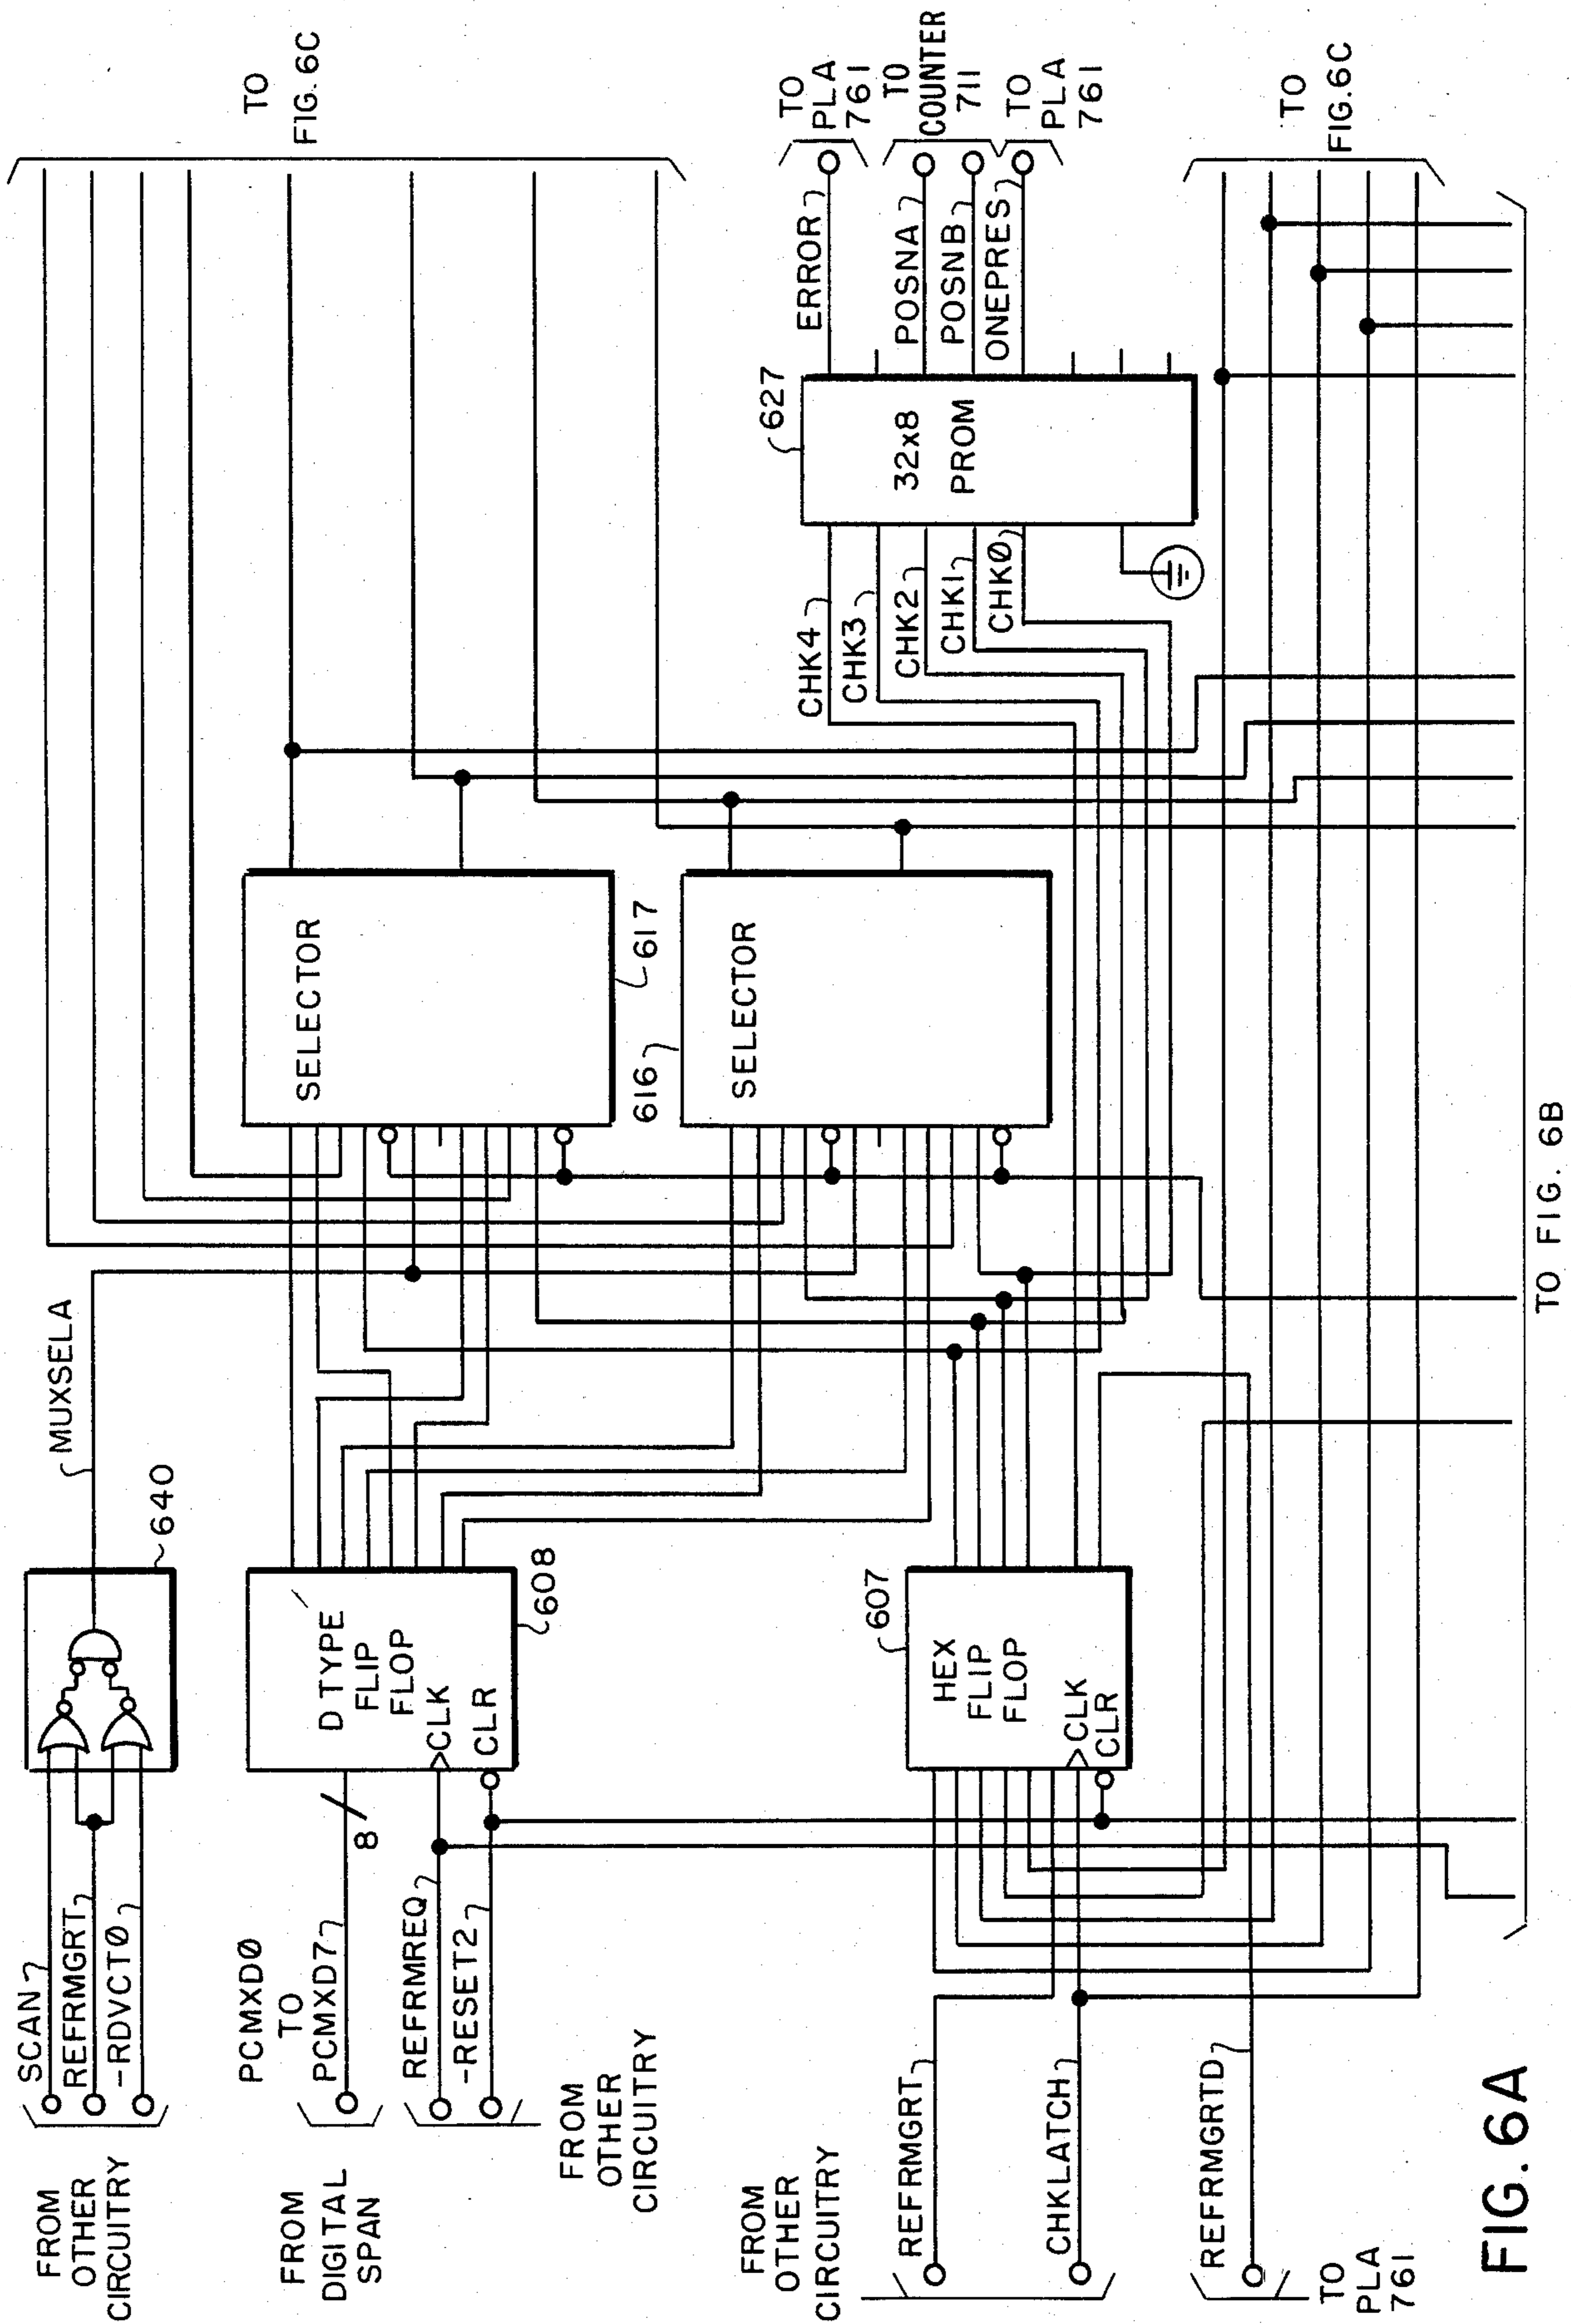 FROM
OTHER
CIRCUITRY
SCAN
REFRMGRT
-RDVCTØ
640
MUXSELA
TO
FIG. 6C
FROM
DIGITAL
SPAN
PCMXDØ
TO
PCMXD7
8
REFRMREQ
-RESET2
FROM
OTHER
CIRCUITRY
D TYPE
FLIP
FLOP
CLK
CLR
608
SELECTOR
617
616
SELECTOR
627
32x8
PROM
CHK4
CHK3
CHK2
CHK1
CHKØ
ERROR
POSNA
POSNB
ONEPRES
TO
PLA
761
TO
COUNTER
711
TO
PLA
761
FROM
OTHER
CIRCUITRY
REFRMGRT
CHKLATCH
REFRMGRTD
TO
PLA
761
607
HEX
FLIP
FLOP
CLK
CLR
TO
FIG.6C
TO FIG. 6B
FIG. 6A